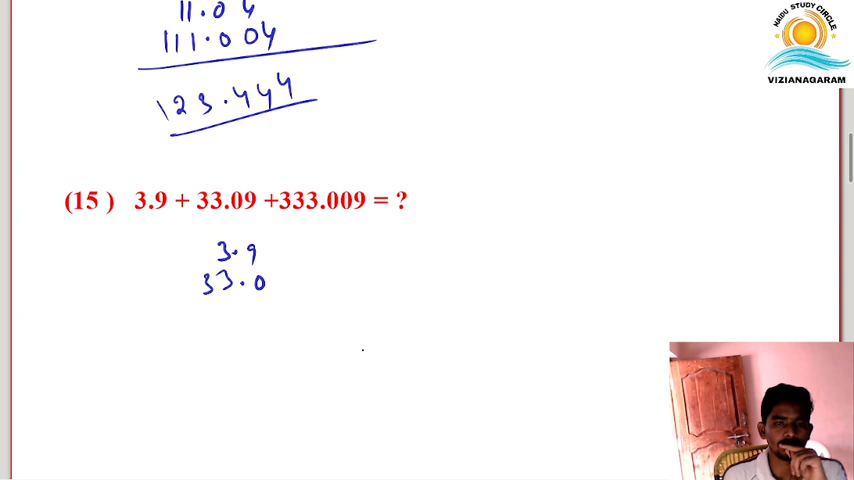 11.04
111.004
123.444
(15 ) 3.9 + 33.09 +333.009 = ?
3.9
33.0
NAIDU STUDY CIRCLE
VIZIANAGARAM